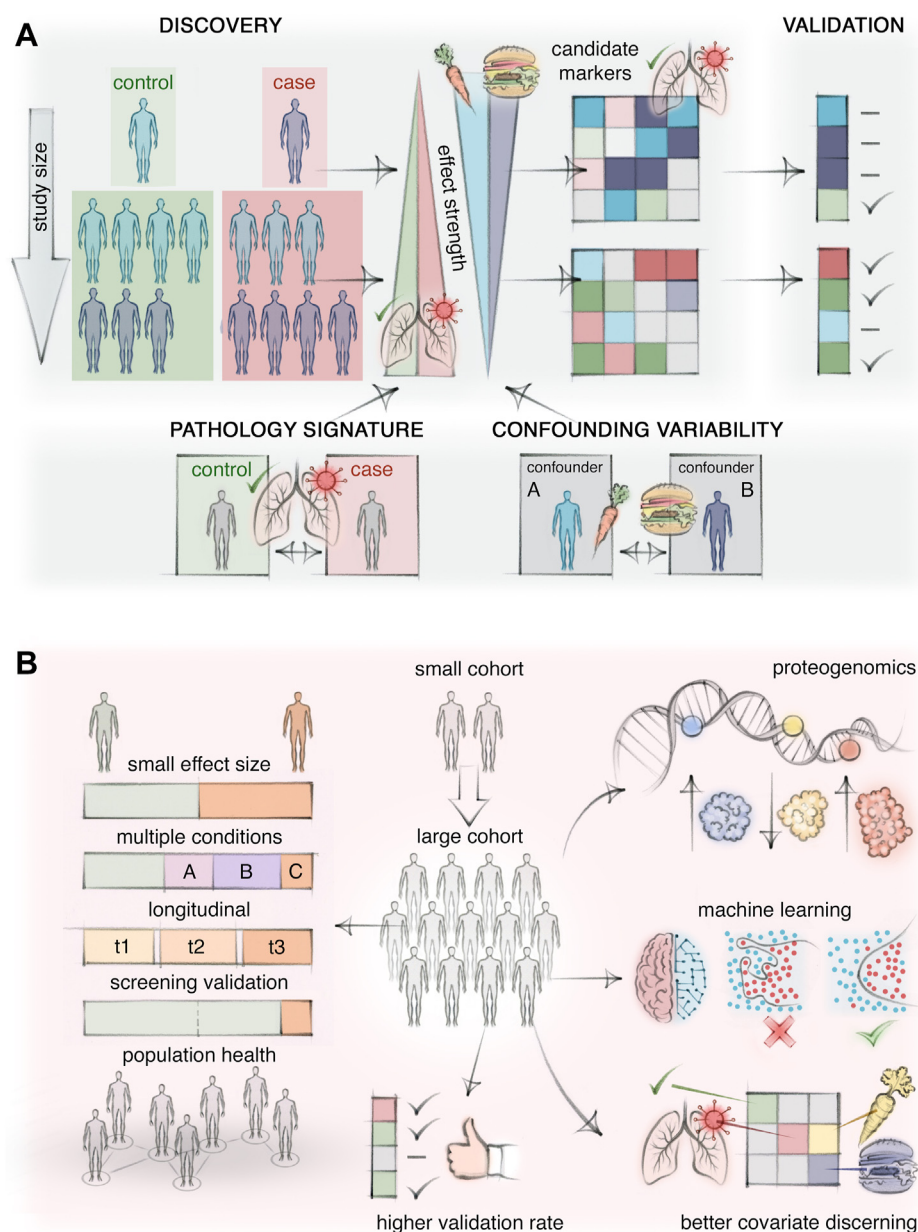 A
DISCOVERY
VALIDATION
candidate
markers
control
case
study size
effect strength
PATHOLOGY SIGNATURE
CONFOUNDING VARIABILITY
control
case
confounder
A
confounder
B
B
small cohort
proteogenomics
small effect size
multiple conditions
large cohort
A
B
C
longitudinal
machine learning
t1
t2
t3
screening validation
population health
higher validation rate
better covariate discerning